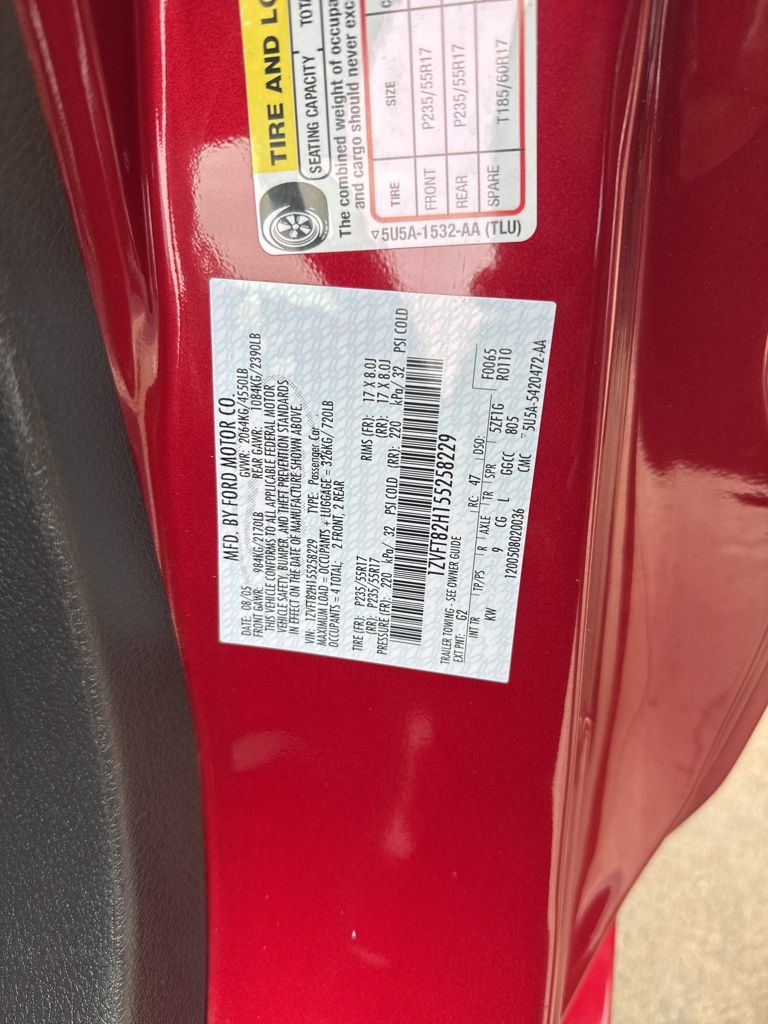 TIRE AND LO
SEATING CAPACITY
The combined weight of occupa
and cargo should never exc
TIRE SIZE
FRONT P235/55R17
REAR P235/55R17
SPARE T185/60R17
▽5U5A-1532-AA (TLU)
MFD. BY FORD MOTOR CO.
DATE: 08/05 GVWR: 2064KG/4550LB
FRONT GAWR: 984KG/2170LB REAR GAWR: 1084KG/2390LB
THIS VEHICLE CONFORMS TO ALL APPLICABLE FEDERAL MOTOR
VEHICLE SAFETY, BUMPER, AND THEFT PREVENTION STANDARDS
IN EFFECT ON THE DATE OF MANUFACTURE SHOWN ABOVE.
VIN: 1ZVFT82H155258229 TYPE: Passenger Car
MAXIMUM LOAD = OCCUPANTS + LUGGAGE = 326KG/720LB
OCCUPANTS = 4 TOTAL; 2 FRONT, 2 REAR
TIRE (FR): P235/55R17 RIMS (FR): 17 X 8.0J
(RR): P235/55R17 (RR): 17 X 8.0J
PRESSURE (FR): 220 kPa/ 32 PSI COLD (RR): 220 kPa/ 32 PSI COLD
1ZVFT82H155258229
TRAILER TOWING - SEE OWNER GUIDE
EXT PNT: G2 RC: 47 DSO: F0065
R0110
INT TR TP/PS R AXLE TR SPR 5ZF1G
KW 9 CG L GGCC 805
1200508020036 CMC ▽5U5A-5420472-AA